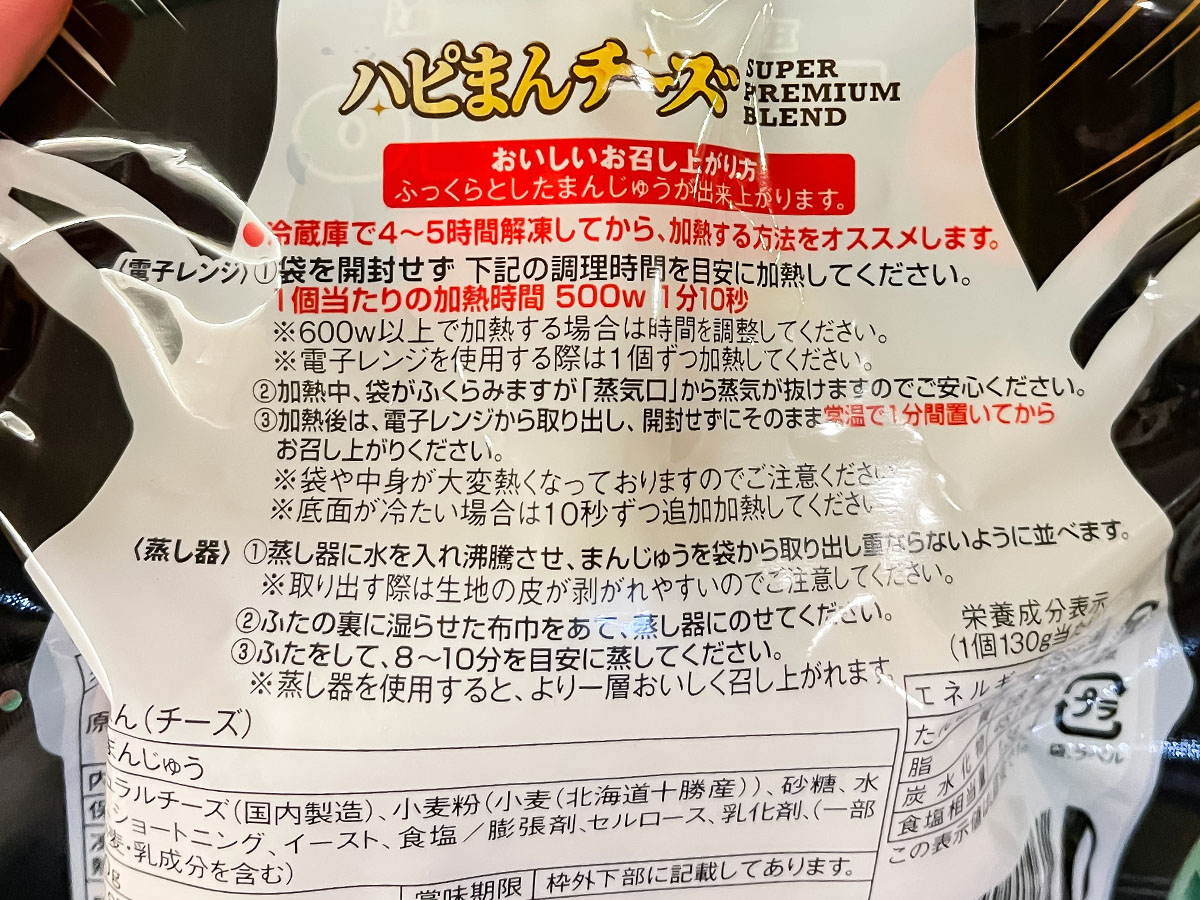 ハピまんチーズ
SUPER
PREMIUM
BLEND
おいしいお召し上がり方
ふっくらとしたまんじゅうが出来上がります。
●冷蔵庫で4〜5時間解凍してから、加熱する方法をオススメします。
〈電子レンジ〉①袋を開封せず 下記の調理時間を目安に加熱してください。
1個当たりの加熱時間 500w 1分10秒
※600w以上で加熱する場合は時間を調整してください。
※電子レンジを使用する際は1個ずつ加熱してください。
②加熱中、袋がふくらみますが「蒸気口」から蒸気が抜けますのでご安心ください。
③加熱後は、電子レンジから取り出し、開封せずにそのまま常温で1分間置いてから
お召し上がりください。
※袋や中身が大変熱くなっておりますのでご注意くださ
※底面が冷たい場合は10秒ずつ追加加熱してくださ
〈蒸し器〉①蒸し器に水を入れ沸騰させ、まんじゅうを袋から取り出し重ならないように並べます。
※取り出す際は生地の皮が剥がれやすいのでご注意してください。
②ふたの裏に湿らせた布巾をあて、蒸し器にのせてください。
③ふたをして、8〜10分を目安に蒸してください。
※蒸し器を使用すると、より一層おいしく召し上がれます
栄養成分表示
(1個130g当
エネルギ
たん
脂
炭水化
食塩相当
この表示値は
プラ
ラベル
ん(チーズ)
まんじゅう
原
ラルチーズ(国内製造)、小麦粉(小麦(北海道十勝産))、砂糖、水
ショートニング、イースト、食塩/膨張剤、セルロース、乳化剤、(一部
麦・乳成分を含む)
内
保
g
賞味期限
枠外下部に記載してあります。